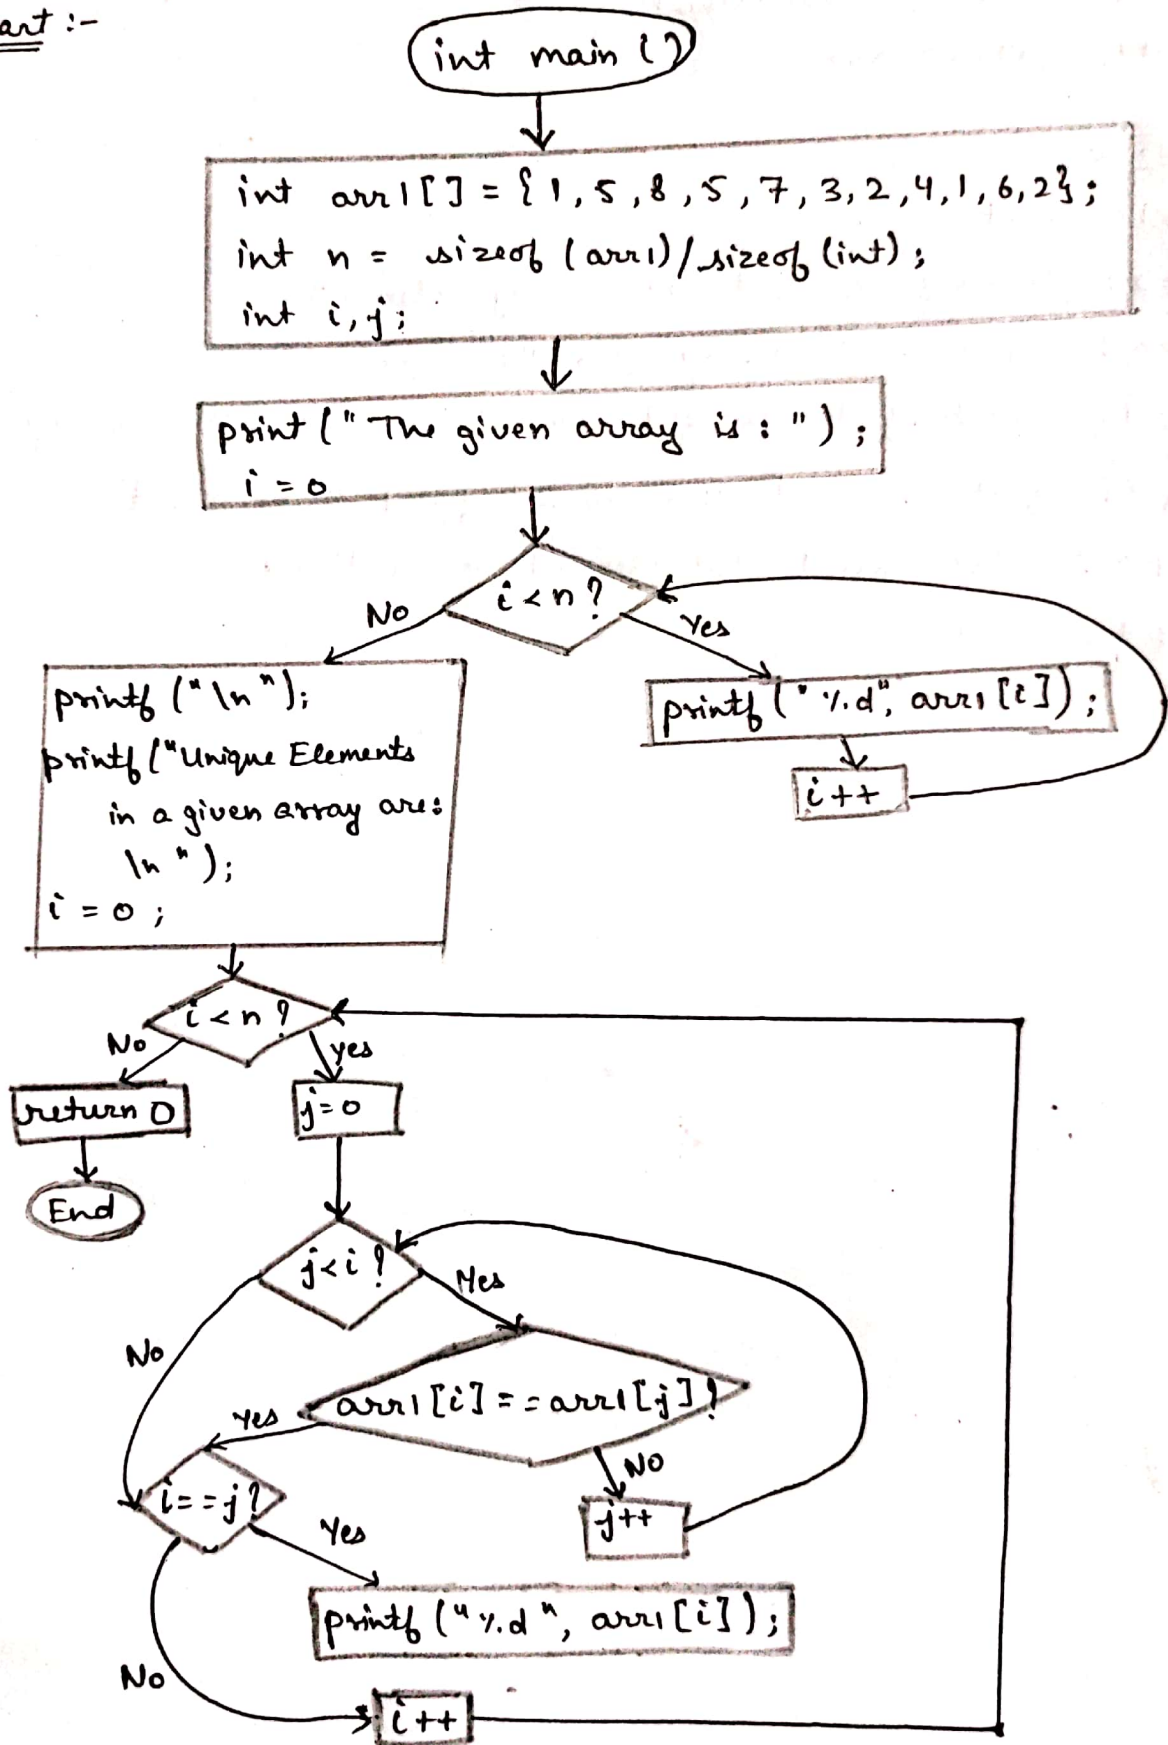 art :-
int main ()
int arr1[] = {1,5,8,5,7,3,2,4,1,6,2};
int n = sizeof (arr1)/sizeof (int);
int i, j;
print (" The given array is : ") ;
i = 0
i < n ?
No
Yes
printf (" %d", arr1 [i]) ;
i ++
printf ("\n ");
printf ("Unique Elements
in a given array are:
\n ");
i = 0 ;
i < n ?
No
yes
return 0
j = 0
End
j < i ?
Yes
No
arr1 [i] == arr1 [j] ?
Yes
No
j++
i == j ?
Yes
printf (" %d ", arr1 [i]) ;
No
i ++